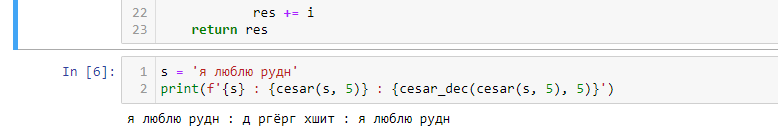 22 res += i
23 return res
In [6]: 1 s = 'я люблю рудн'
2 print(f'{s} : {cesar(s, 5)} : {cesar_dec(cesar(s, 5), 5)}')
я люблю рудн : д ргёрг хшит : я люблю рудн